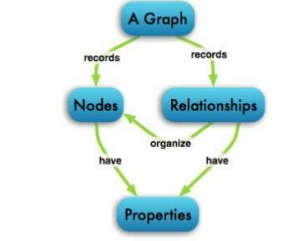 A Graph
records
records
Nodes
Relationships
organize
have
have
Properties